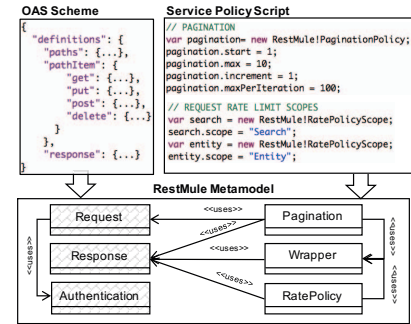 OAS Scheme
{
"definitions": {
"paths": {...},
"pathItem": {
"get": {...},
"put": {...},
"post": {...},
"delete": {...}
}
},
"response": {...}
}
Service Policy Script
// PAGINATION
var pagination= new RestMule!PaginationPolicy;
pagination.start = 1;
pagination.max = 10;
pagination.increment = 1;
pagination.maxPerIteration = 100;
// REQUEST RATE LIMIT SCOPES
var search = new RestMule!RatePolicyScope;
search.scope = "Search";
var entity = new RestMule!RatePolicyScope;
entity.scope = "Entity";
RestMule Metamodel
Request
<<uses>>
Pagination
<<uses>>
<<uses>>
Response
Wrapper
<<uses>>
<<uses>>
<<uses>>
Authentication
RatePolicy